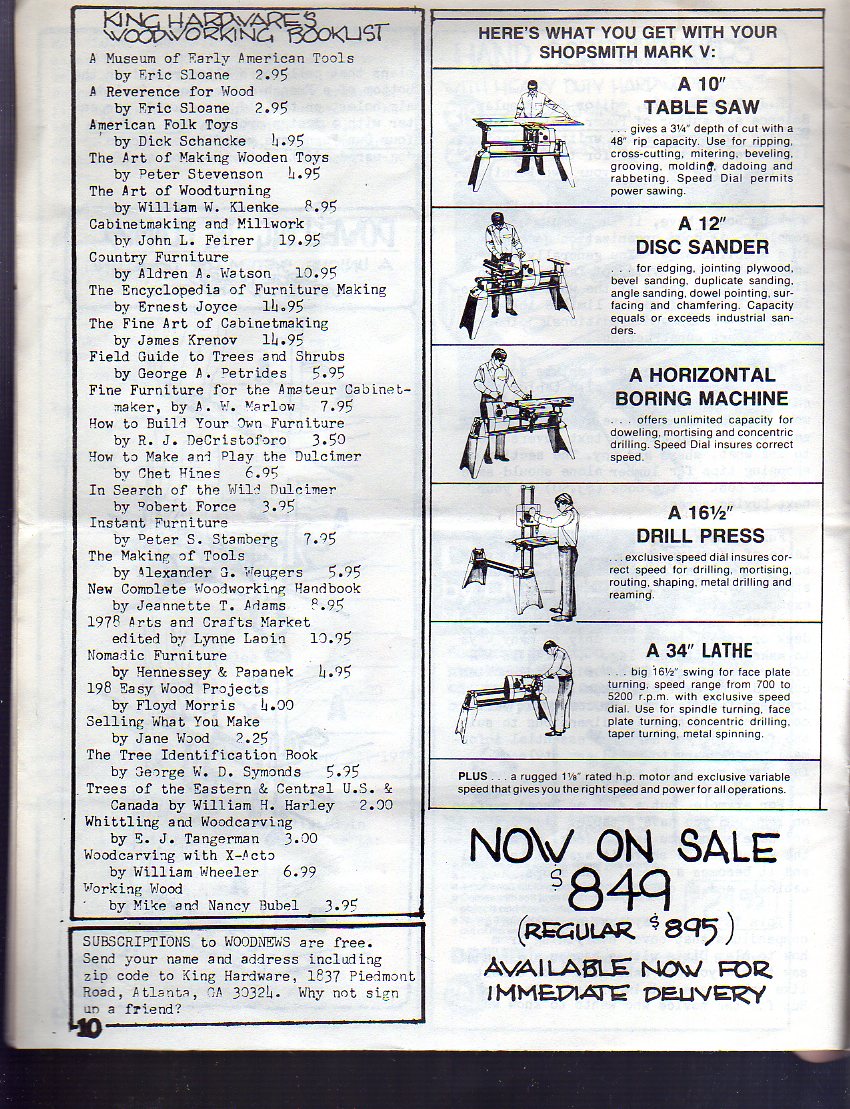 KING HARDWARE'S
WOODWORKING BOOKLIST
A Museum of Early American Tools
by Eric Sloane 2.95
A Reverence for Wood
by Eric Sloane 2.95
American Folk Toys
by Dick Schancke 4.95
The Art of Making Wooden Toys
by Peter Stevenson 4.95
The Art of Woodturning
by William W. Klenke 8.95
Cabinetmaking and Millwork
by John L. Feirer 19.95
Country Furniture
by Aldren A. Watson 10.95
The Encyclopedia of Furniture Making
by Ernest Joyce 14.95
The Fine Art of Cabinetmaking
by James Krenov 14.95
Field Guide to Trees and Shrubs
by George A. Petrides 5.95
Fine Furniture for the Amateur Cabinet-
maker, by A. W. Marlow 7.95
How to Build Your Own Furniture
by R. J. DeCristoforo 3.50
How to Make and Play the Dulcimer
by Chet Hines 6.95
In Search of the Wild Dulcimer
by Robert Force 3.95
Instant Furniture
by Peter S. Stamberg 7.95
The Making of Tools
by Alexander G. Weugers 5.95
New Complete Woodworking Handbook
by Jeannette T. Adams 8.95
1978 Arts and Crafts Market
edited by Lynne Lapin 10.95
Nomadic Furniture
by Hennessey & Papanek 4.95
198 Easy Wood Projects
by Floyd Morris 4.00
Selling What You Make
by Jane Wood 2.25
The Tree Identification Book
by George W. D. Symonds 5.95
Trees of the Eastern & Central U.S. &
Canada by William H. Harley 2.00
Whittling and Woodcarving
by E. J. Tangerman 3.00
Woodcarving with X-Acto
by William Wheeler 6.99
Working Wood
by Mike and Nancy Bubel 3.95
SUBSCRIPTIONS to WOODNEWS are free.
Send your name and address including
zip code to King Hardware, 1837 Piedmont
Road, Atlanta, GA 30324. Why not sign
up a friend?
10
HERE'S WHAT YOU GET WITH YOUR
SHOPSMITH MARK V:
A 10"
TABLE SAW
. . . gives a 3¼" depth of cut with a
48" rip capacity. Use for ripping,
cross-cutting, mitering, beveling,
grooving, molding, dadoing and
rabbeting. Speed Dial permits
power sawing.
A 12"
DISC SANDER
. . . for edging, jointing plywood,
bevel sanding, duplicate sanding,
angle sanding, dowel pointing, sur-
facing and chamfering. Capacity
equals or exceeds industrial san-
ders.
A HORIZONTAL
BORING MACHINE
. . . offers unlimited capacity for
doweling, mortising and concentric
drilling. Speed Dial insures correct
speed.
A 16½"
DRILL PRESS
. . . exclusive speed dial insures cor-
rect speed for drilling, mortising,
routing, shaping, metal drilling and
reaming.
A 34" LATHE
. . . big 16½" swing for face plate
turning, speed range from 700 to
5200 r.p.m. with exclusive speed
dial. Use for spindle turning, face
plate turning, concentric drilling,
taper turning, metal spinning.
PLUS . . . a rugged 1⅛" rated h.p. motor and exclusive variable
speed that gives you the right speed and power for all operations.
NOW ON SALE
$849
(REGULAR $895)
AVAILABLE NOW FOR
IMMEDIATE DELIVERY